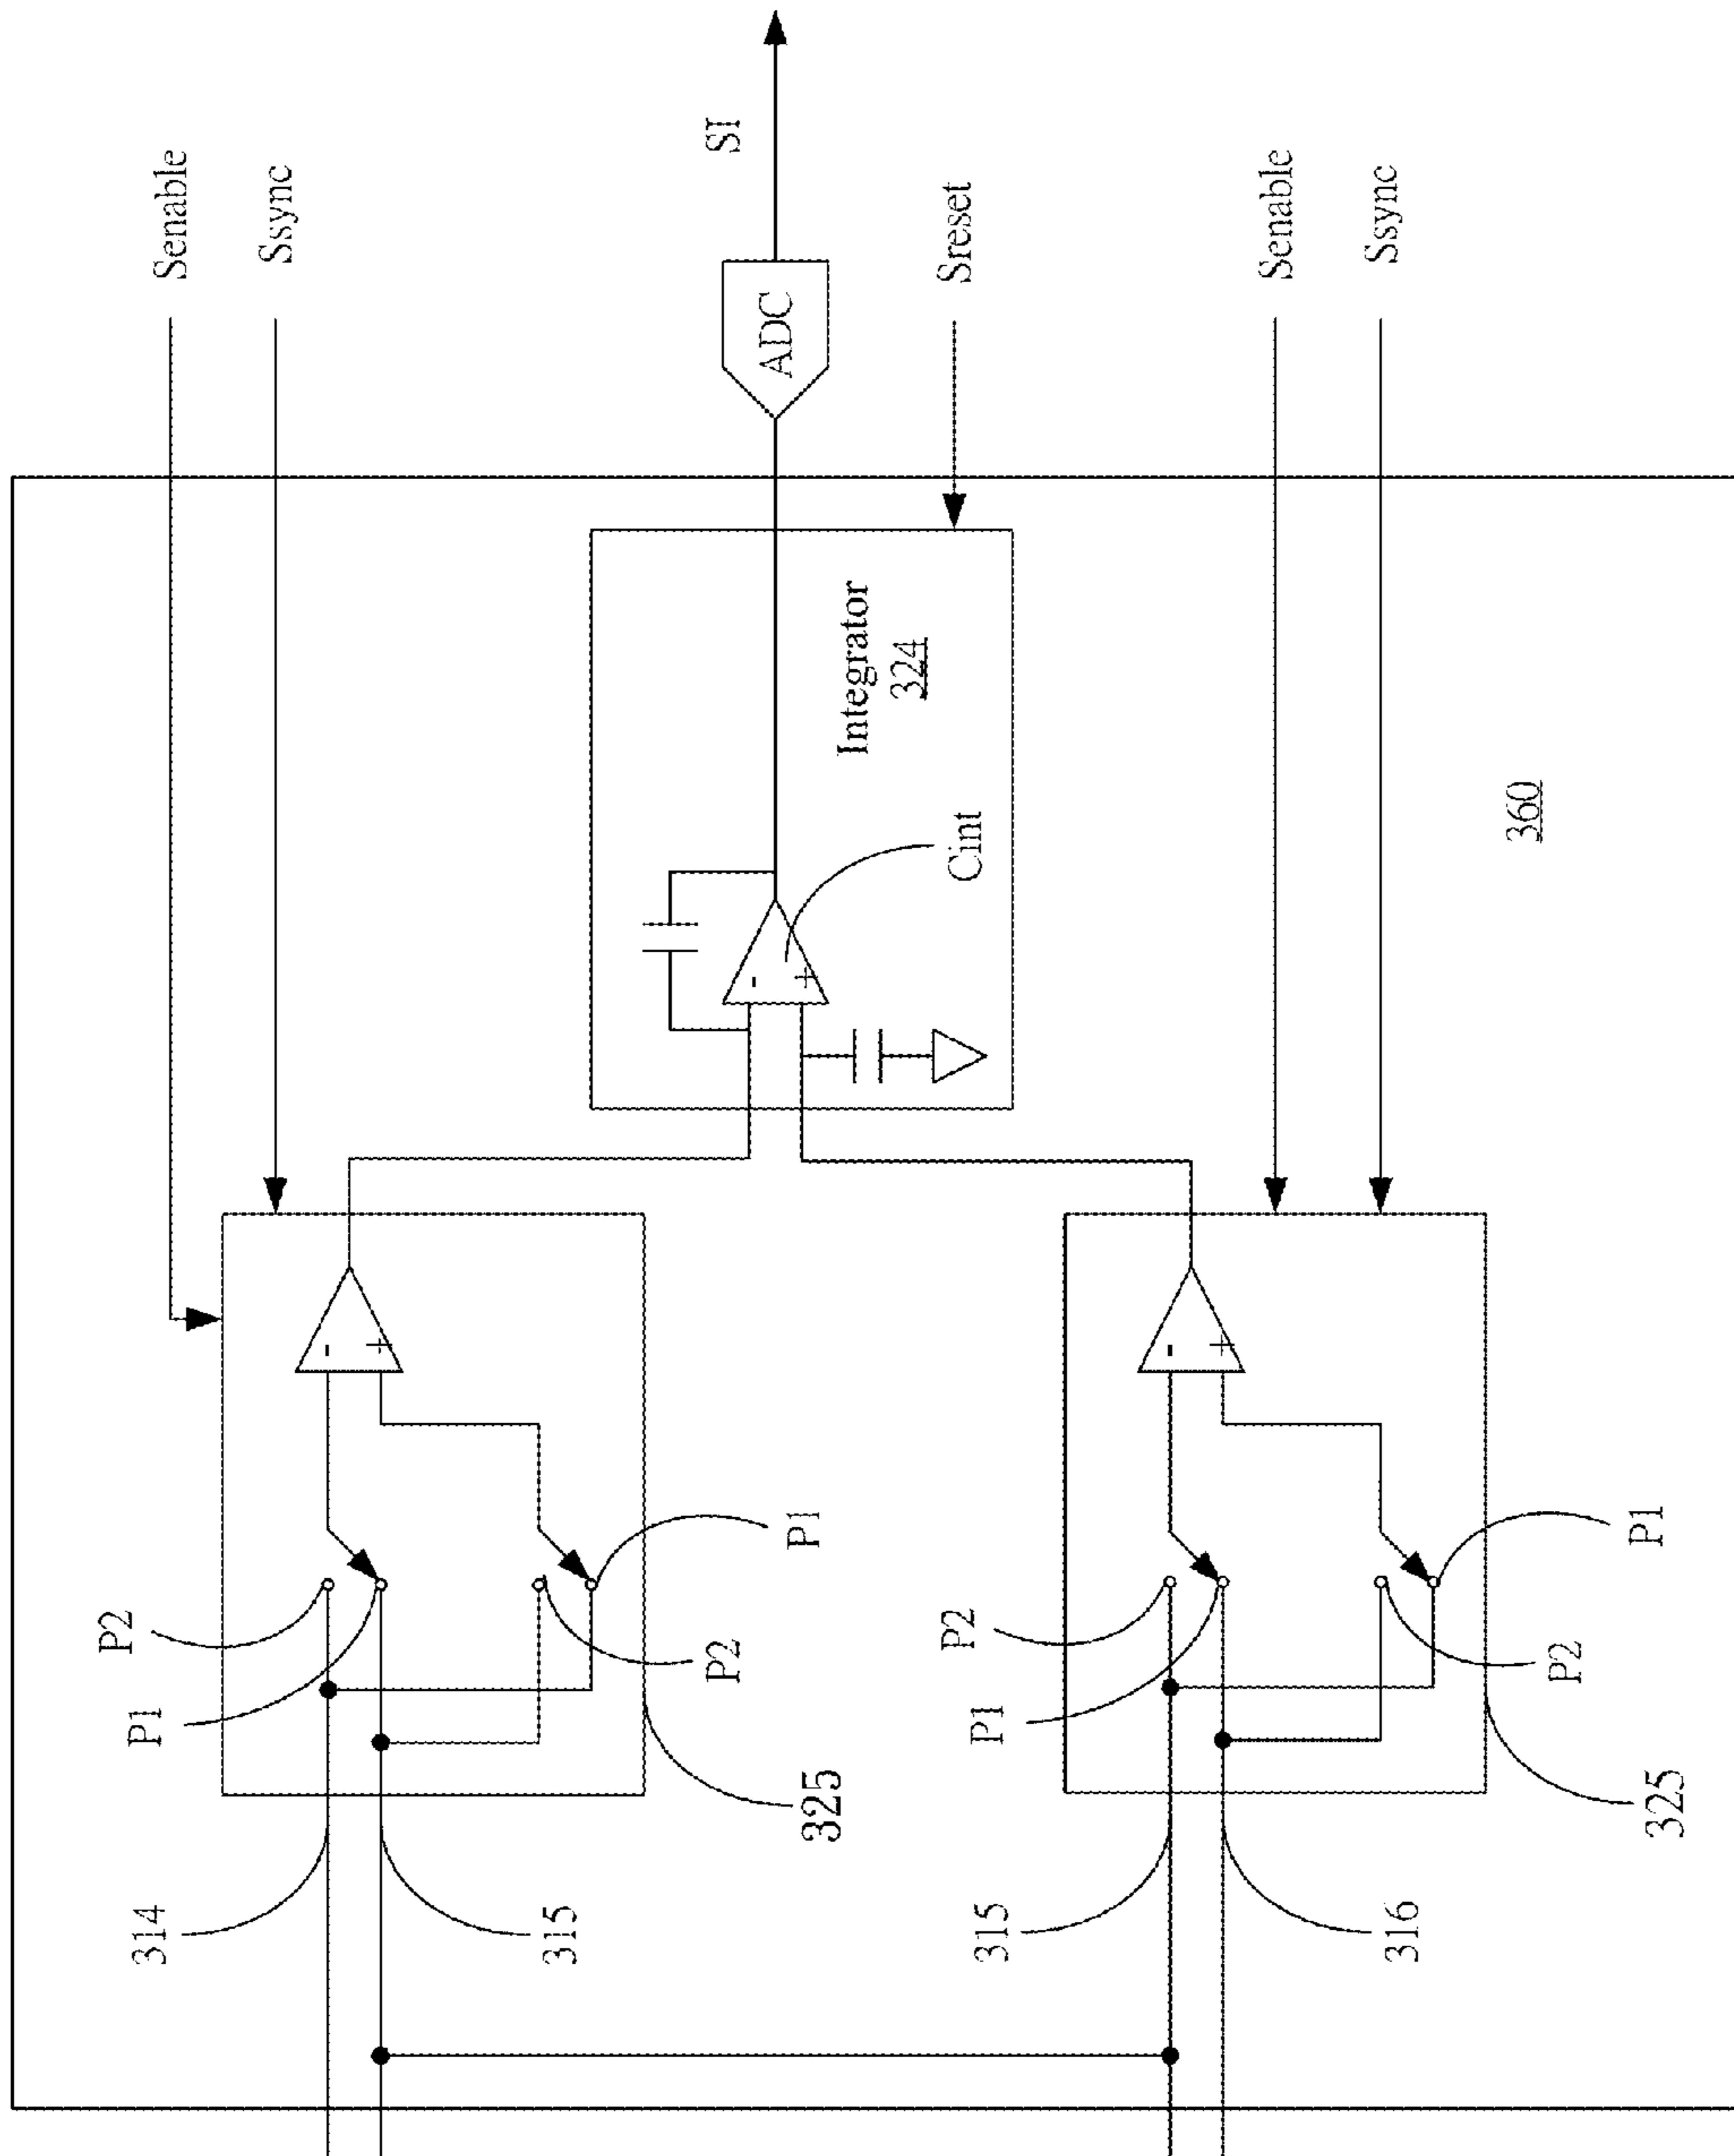 Senable
Ssync
SI
ADC
Sreset
Senable
Ssync
Integrator
324
Cint
360
-
+
-
+
-
+
P2
P1
P1
P2
P2
P1
P1
P2
314
315
325
315
316
325